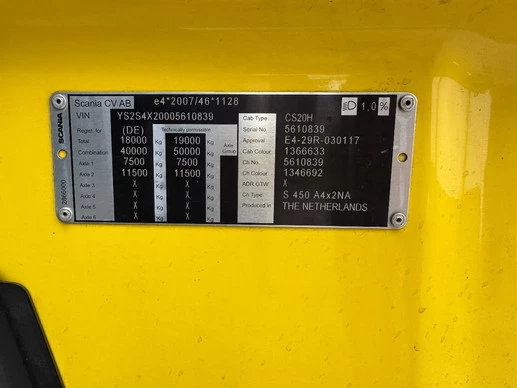 Scania CV AB e4*2007/46*1128 1,0%
VIN YS2S4X20005610839 Cab Type CS20H
Regist. for (DE) Technically permissible Serial No. 5610839
Total 18000 Kg 19000 Kg Axle Group Approval E4-29R-030117
Combination 40000 Kg 50000 Kg Cab Colour 1366633
Axle 1 7500 Kg 7500 Kg Ch No. 5610839
Axle 2 11500 Kg 11500 Kg Ch Colour 1346692
Axle 3 X Kg X Kg ADR GTW X
Axle 4 X Kg X Kg Ch Type S 450 A4x2NA
Axle 5 X Kg X Kg Produced in THE NETHERLANDS
Axle 6 X Kg X Kg
SCANIA